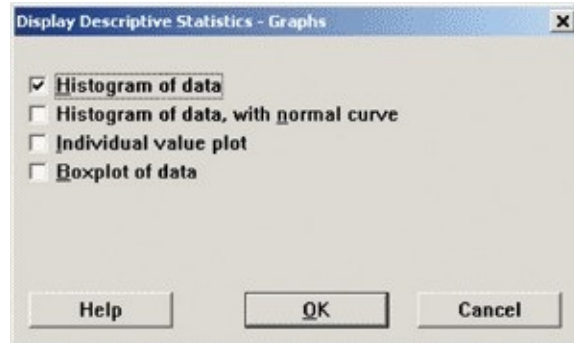 Display Descriptive Statistics - Graphs
Histogram of data
Histogram of data, with normal curve
Individual value plot
Boxplot of data
Help OK Cancel